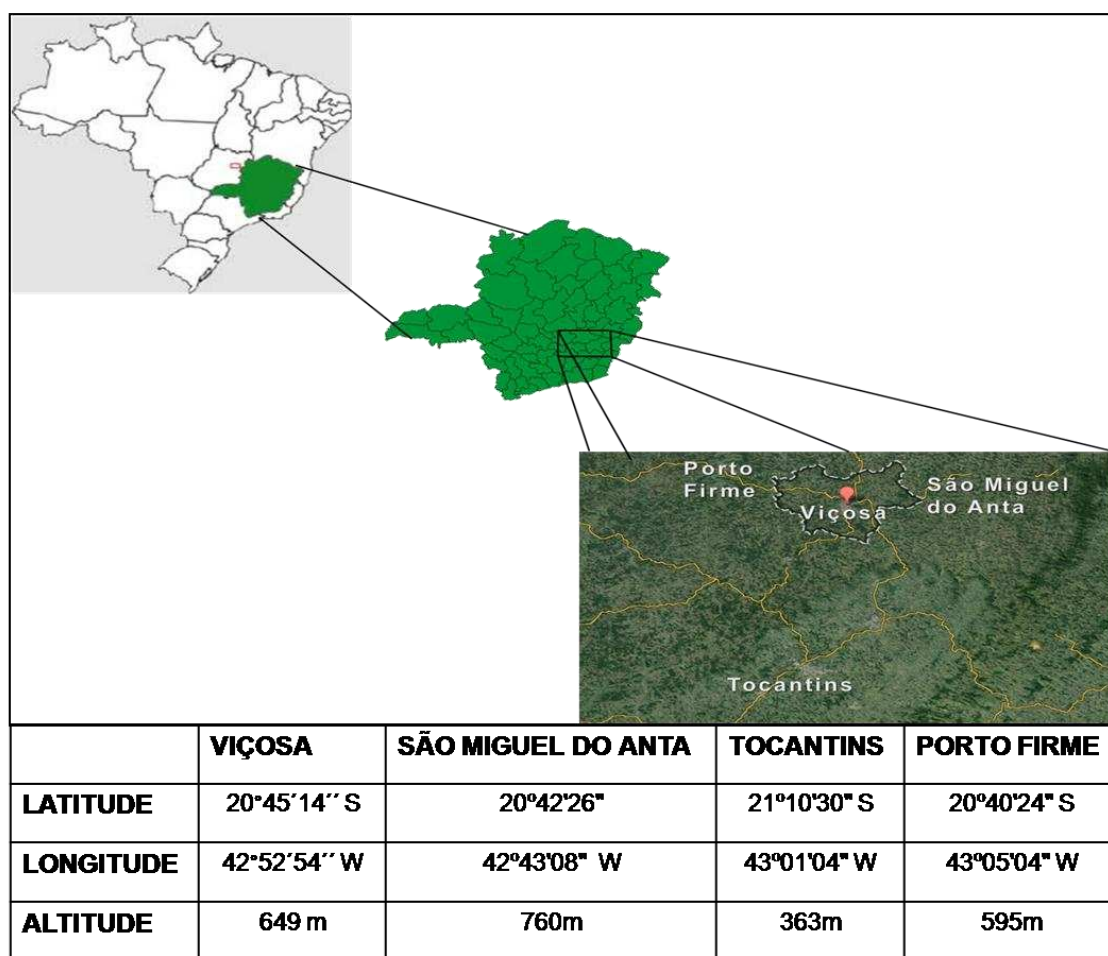 Porto
Firme
São Miguel
do Anta
Viçosa
Tocantins
VIÇOSA SÃO MIGUEL DO ANTA TOCANTINS PORTO FIRME
LATITUDE 20°45´14´´ S 20º42'26" 21º10'30" S 20º40'24" S
LONGITUDE 42°52´54´´ W 42º43'08" W 43º01'04" W 43º05'04" W
ALTITUDE 649 m 760m 363m 595m